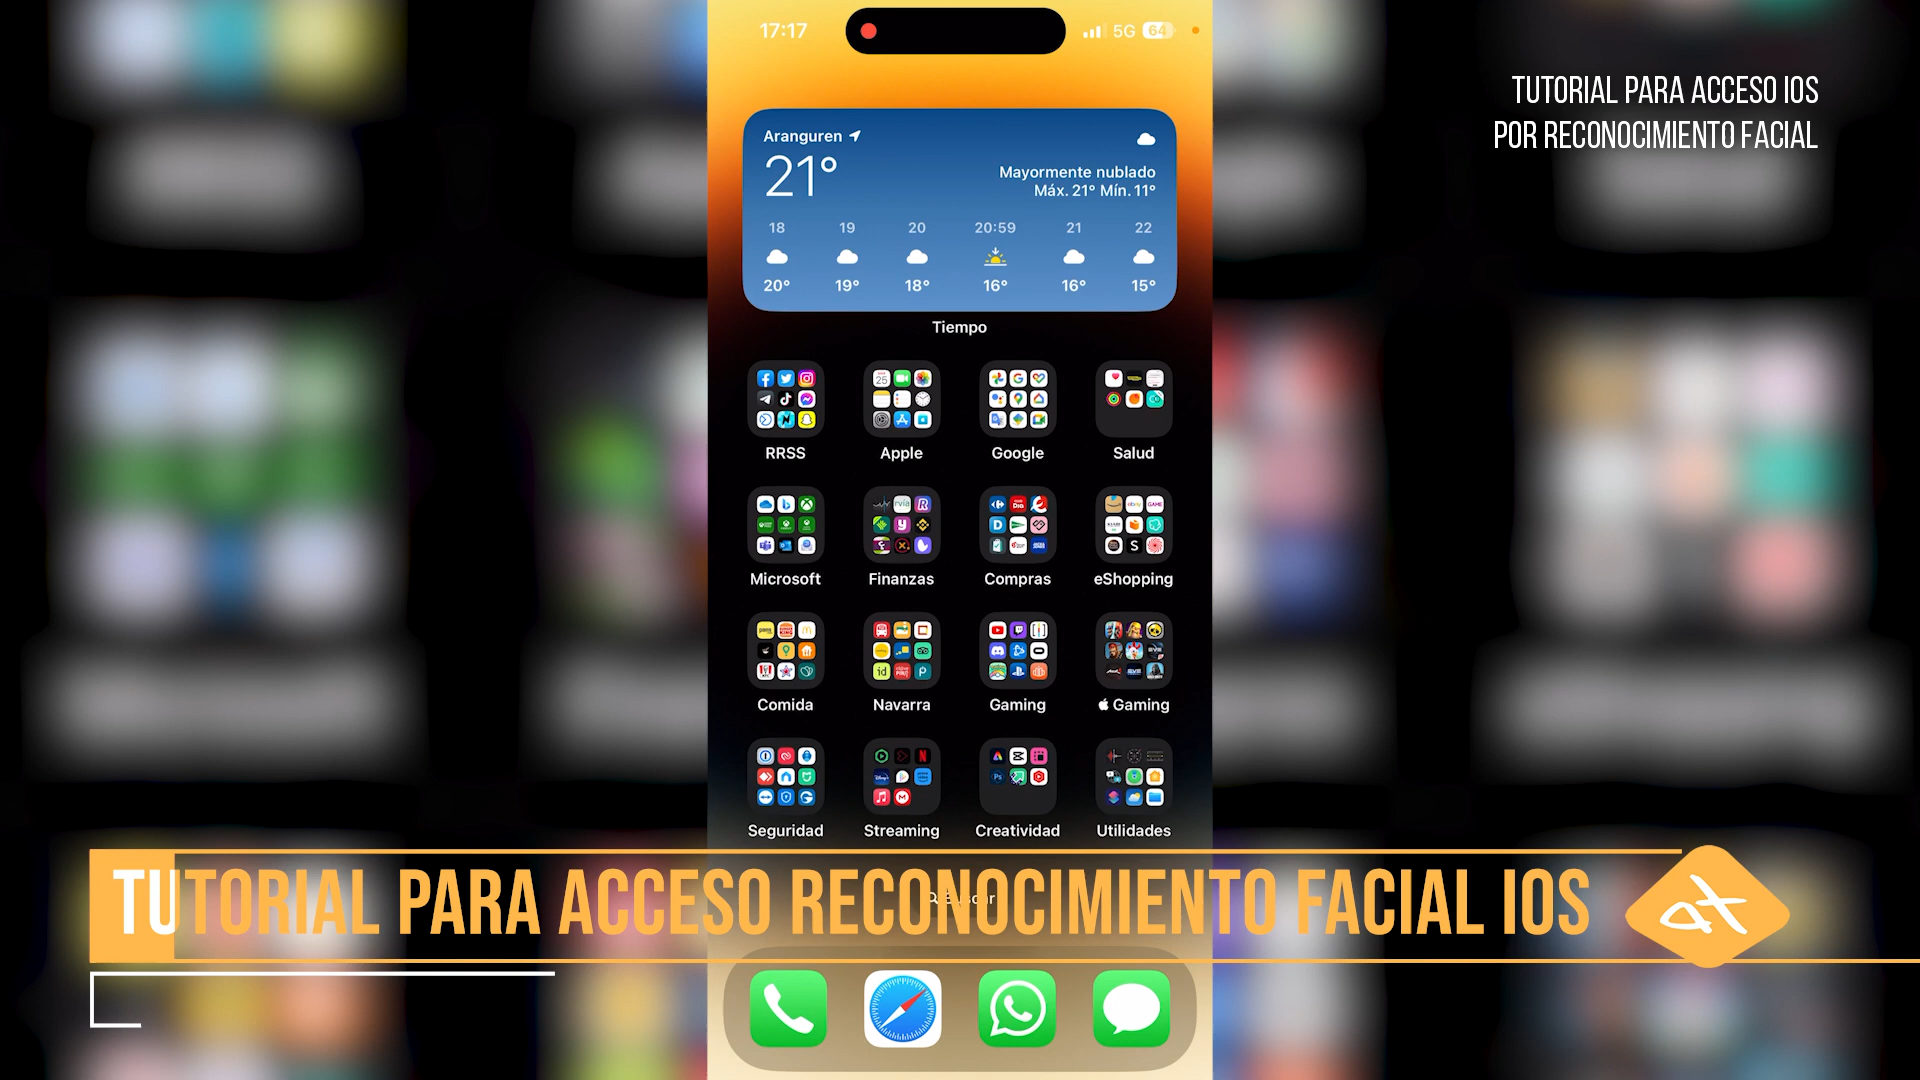 17:17
5G 64
TUTORIAL PARA ACCESO IOS
POR RECONOCIMIENTO FACIAL
Aranguren
21°
Mayormente nublado
Máx. 21° Mín. 11°
18 19 20 20:59 21 22
20° 19° 18° 16° 16° 15°
Tiempo
RRSS Apple Google Salud
Microsoft Finanzas Compras eShopping
Comida Navarra Gaming Gaming
Seguridad Streaming Creatividad Utilidades
TUTORIAL PARA ACCESO RECONOCIMIENTO FACIAL IOS